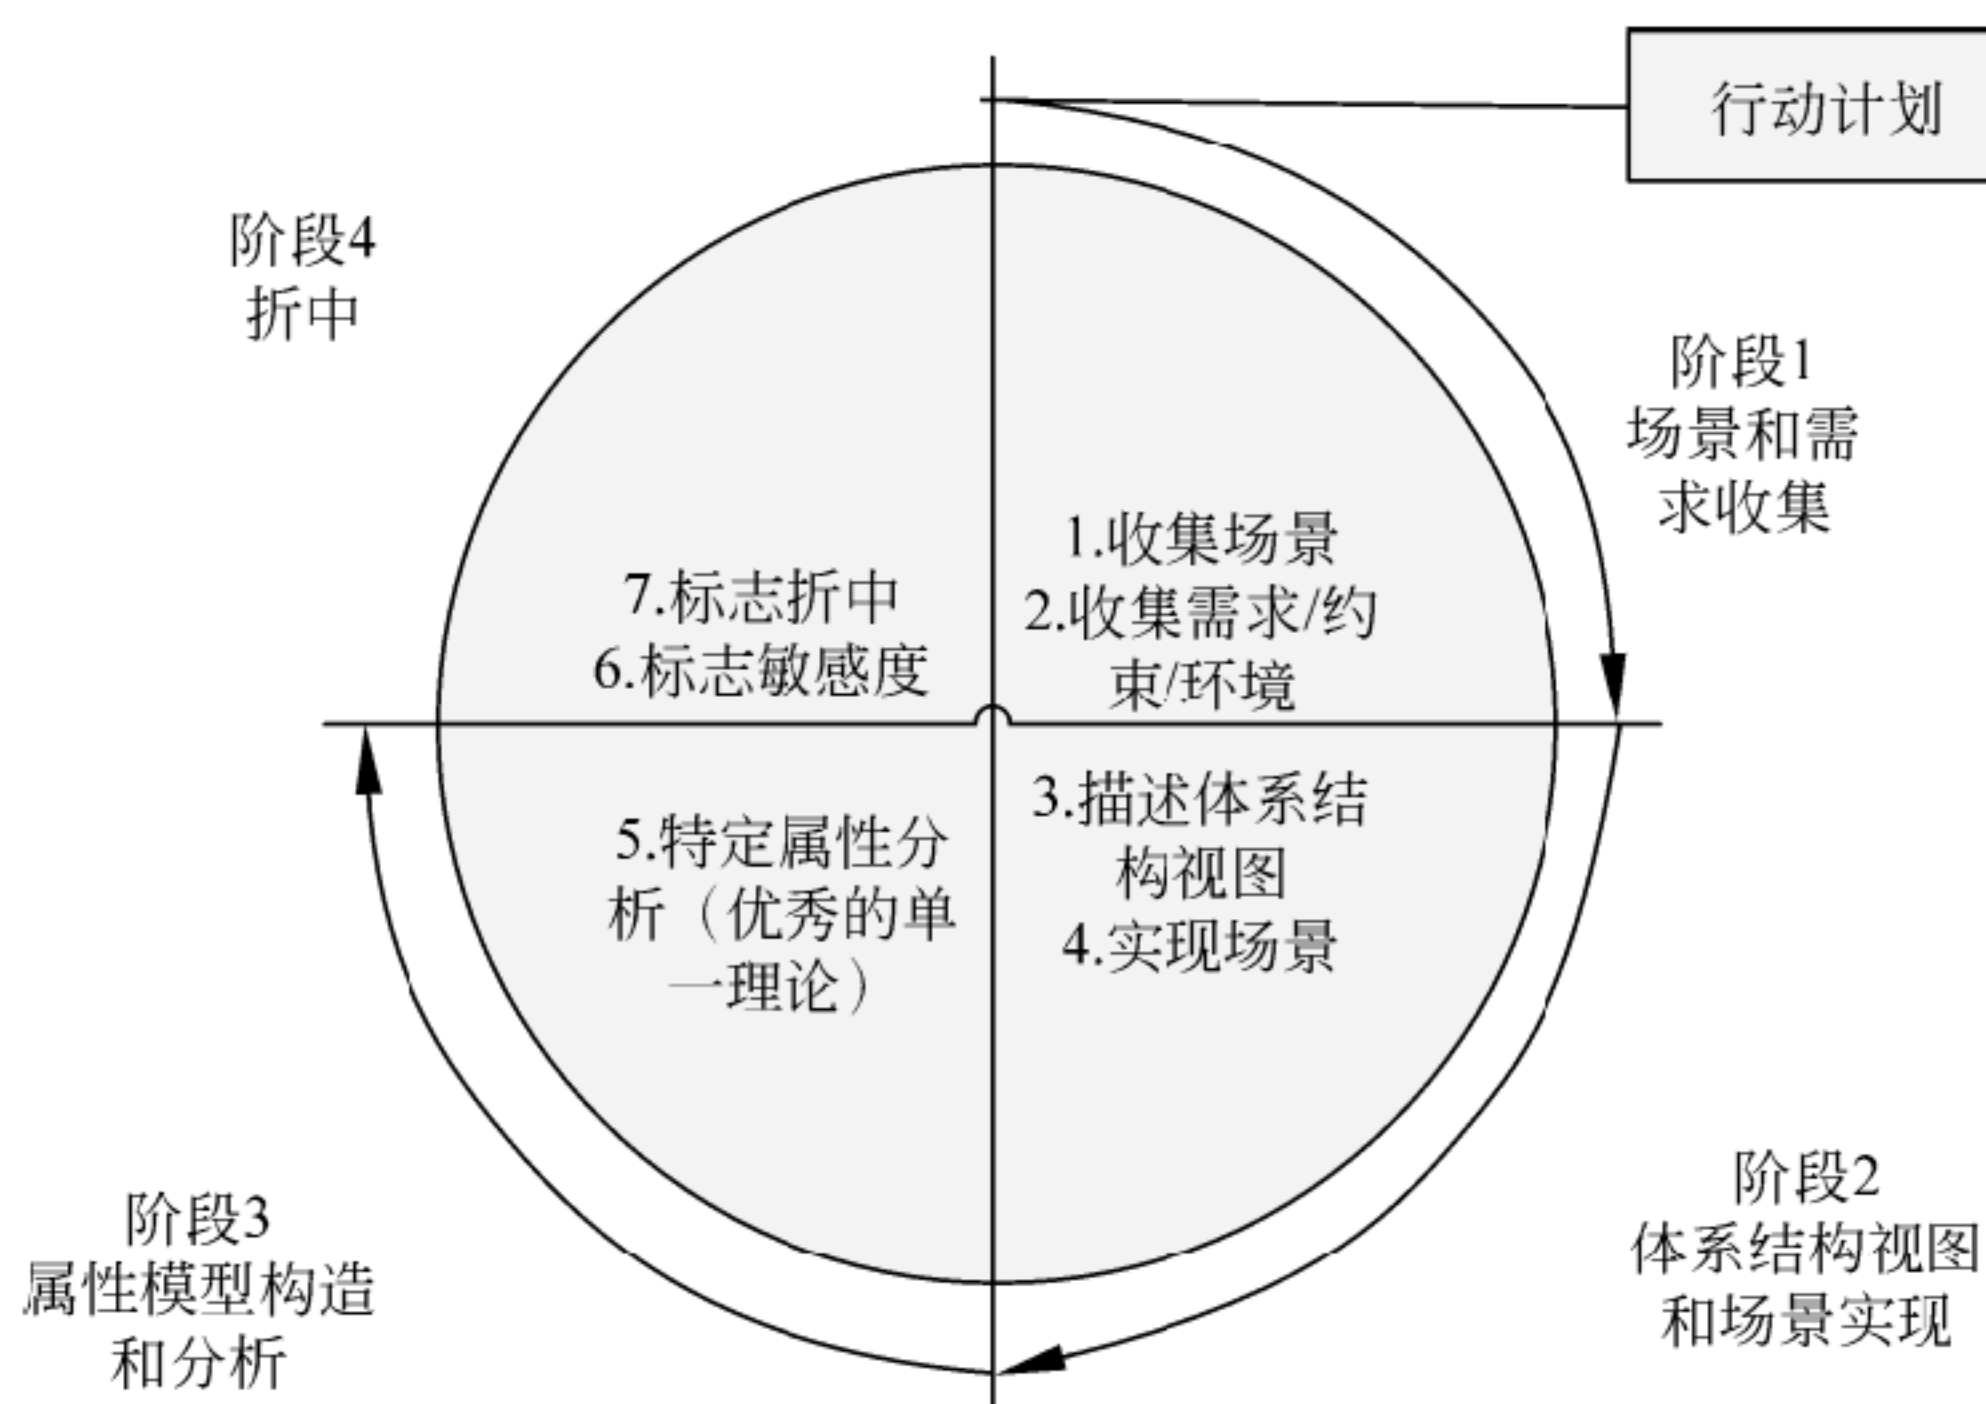 行动计划
阶段1
场景和需
求收集
1.收集场景
2.收集需求/约
束/环境
3.描述体系结
构视图
4.实现场景
阶段2
体系结构视图
和场景实现
5.特定属性分
析（优秀的单
一理论）
阶段3
属性模型构造
和分析
阶段4
折中
7.标志折中
6.标志敏感度